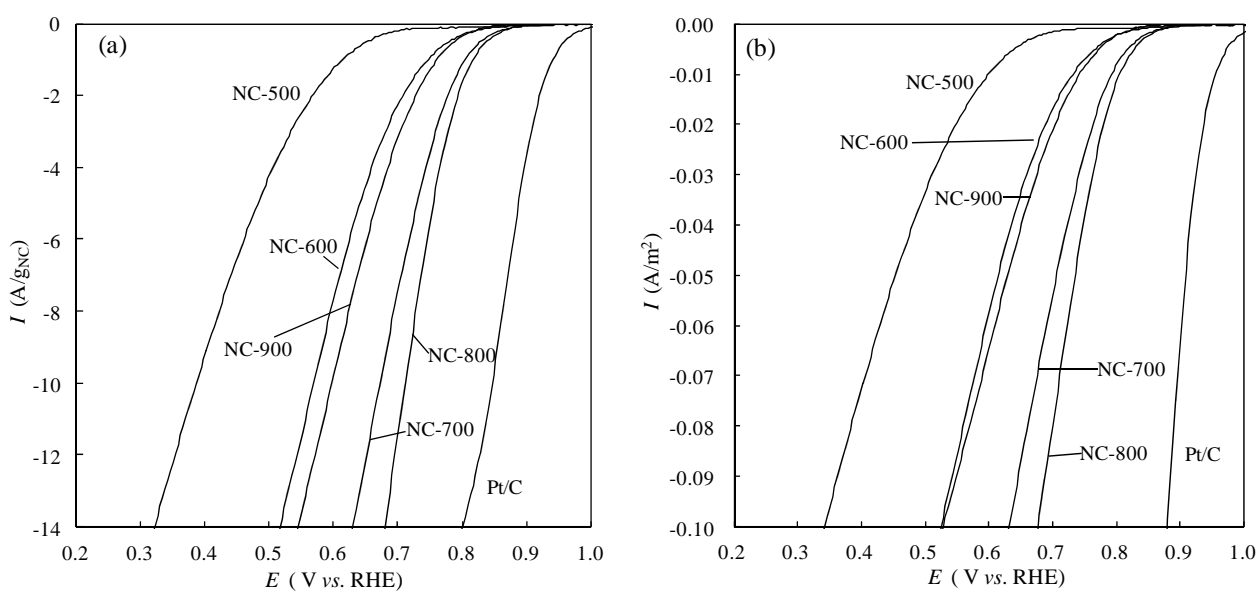 (a)
0
-2
-4
-6
-8
-10
-12
-14
I (A/gNC)
NC-500
NC-600
NC-900
NC-800
NC-700
Pt/C
0.2 0.3 0.4 0.5 0.6 0.7 0.8 0.9 1.0
E ( V vs. RHE)
(b)
0.00
-0.01
-0.02
-0.03
-0.04
-0.05
-0.06
-0.07
-0.08
-0.09
-0.10
I (A/m²)
NC-500
NC-600
NC-900
NC-700
NC-800
Pt/C
0.2 0.3 0.4 0.5 0.6 0.7 0.8 0.9 1.0
E ( V vs. RHE)